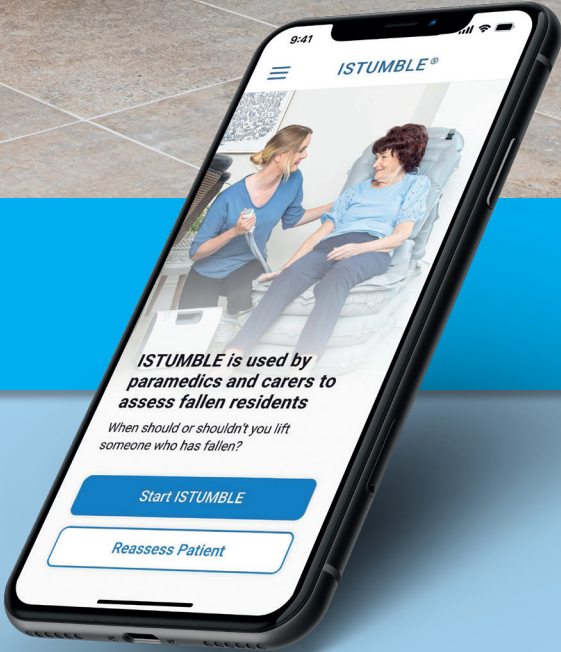 9:41
ISTUMBLE®
ISTUMBLE is used by
paramedics and carers to
assess fallen residents
When should or shouldn't you lift
someone who has fallen?
Start ISTUMBLE
Reassess Patient